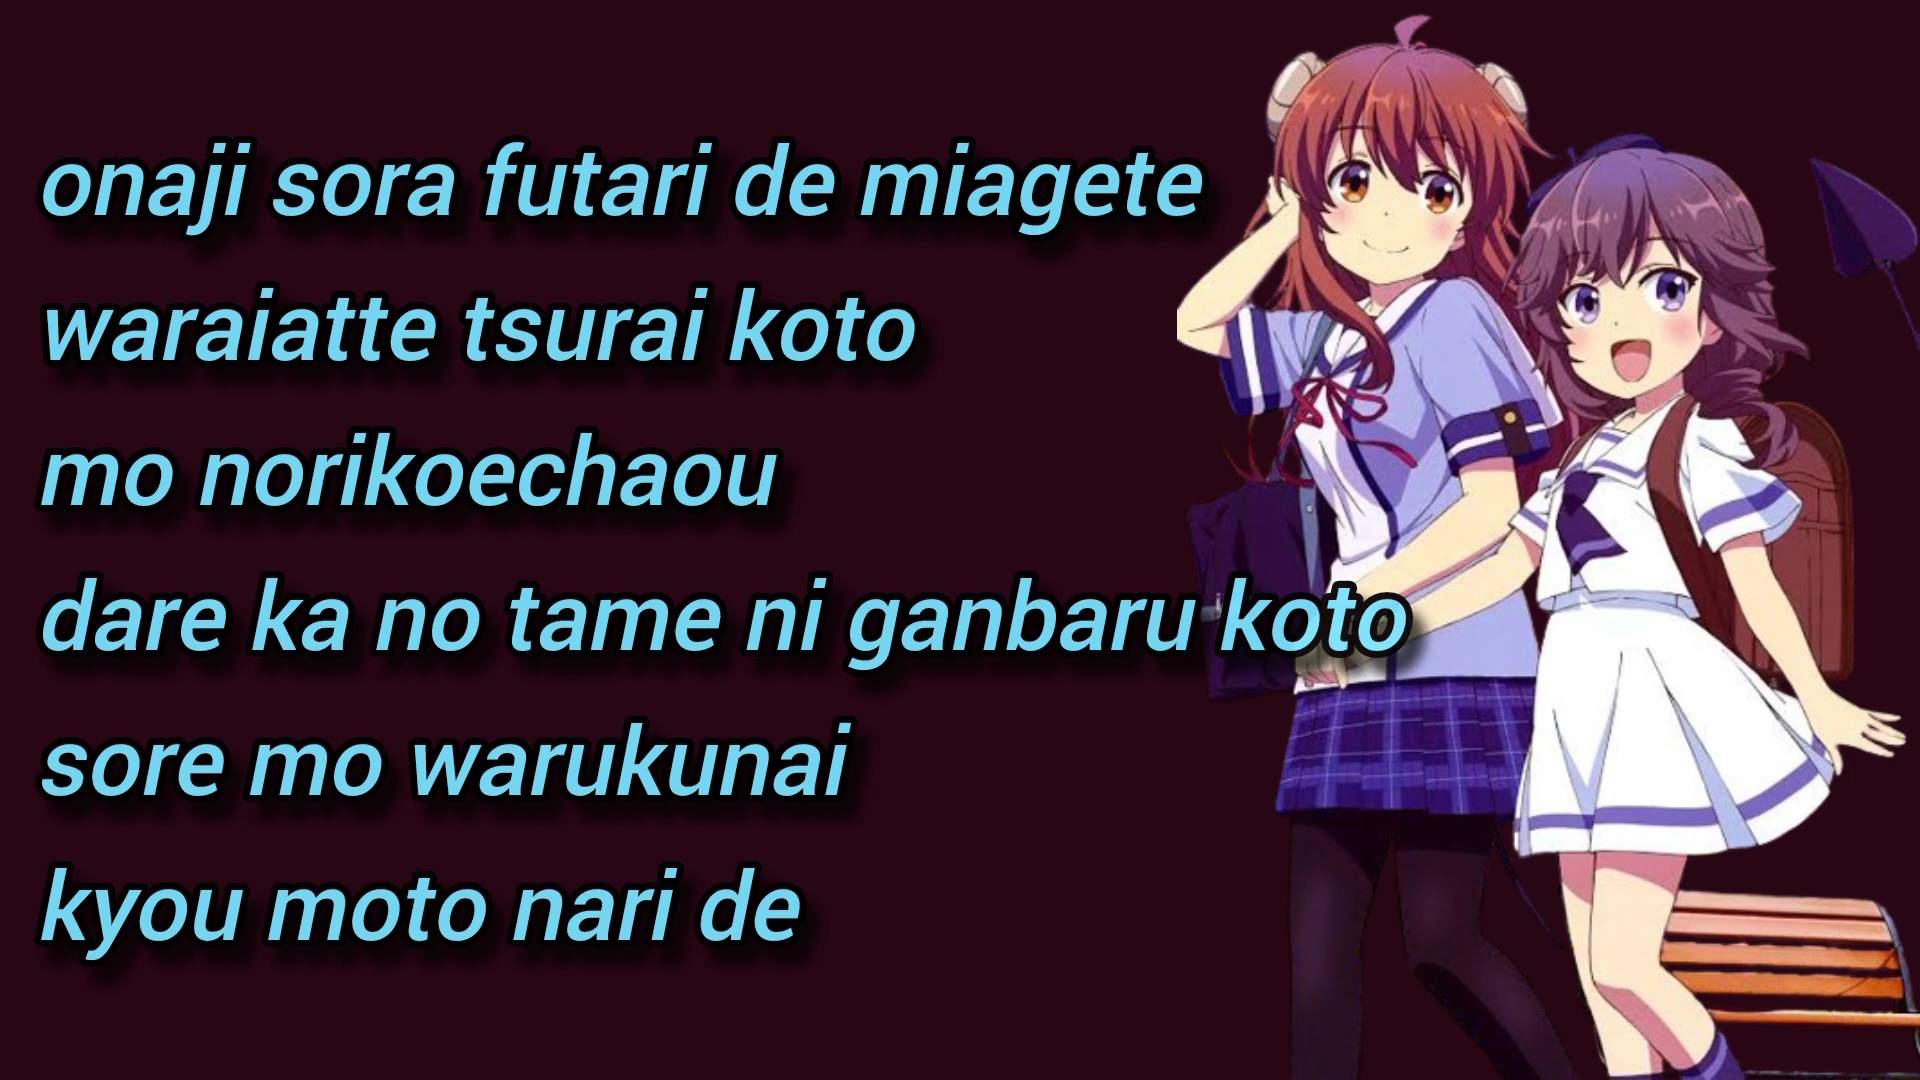 onaji sora futari de miagete
waraiatte tsurai koto
mo norikoechaou
dare ka no tame ni ganbaru koto
sore mo warukunai
kyou moto nari de